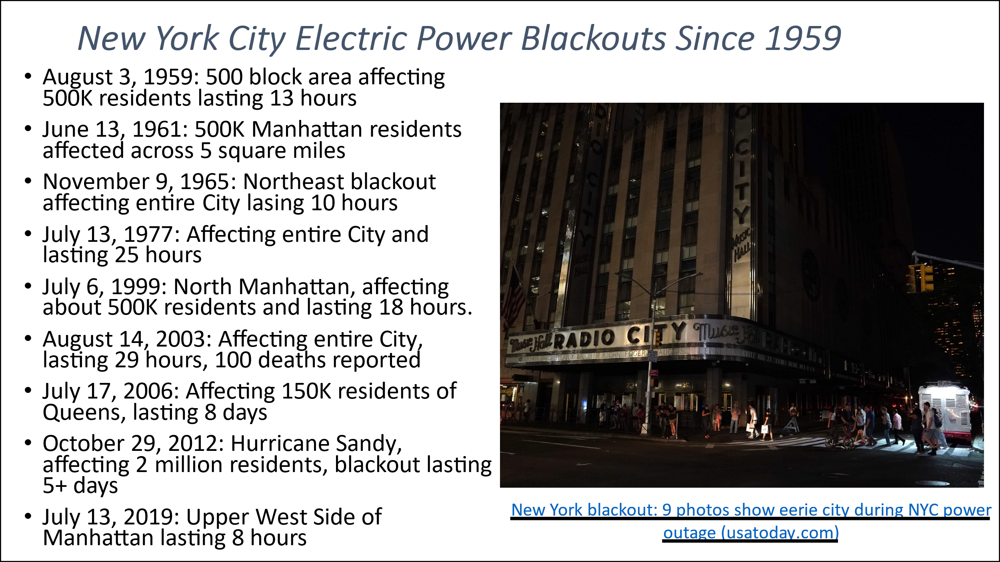 New York City Electric Power Blackouts Since 1959
• August 3, 1959: 500 block area affecting
500K residents lasting 13 hours
• June 13, 1961: 500K Manhattan residents
affected across 5 square miles
• November 9, 1965: Northeast blackout
affecting entire City lasing 10 hours
• July 13, 1977: Affecting entire City and
lasting 25 hours
• July 6, 1999: North Manhattan, affecting
about 500K residents and lasting 18 hours.
• August 14, 2003: Affecting entire City,
lasting 29 hours, 100 deaths reported
• July 17, 2006: Affecting 150K residents of
Queens, lasting 8 days
• October 29, 2012: Hurricane Sandy,
affecting 2 million residents, blackout lasting
5+ days
• July 13, 2019: Upper West Side of
Manhattan lasting 8 hours
DIO CITY
MUSIC
HALL
O CITY
MUSIC
HALL
Music Hall RADIO CITY Music Hall
LIONEL RICHIE JULY 17 & 18 JOHN FOGER AUG 15 KRAVITZ AUG 27 LIONEL RICHIE JULY 17 & 18
New York blackout: 9 photos show eerie city during NYC power
outage (usatoday.com)